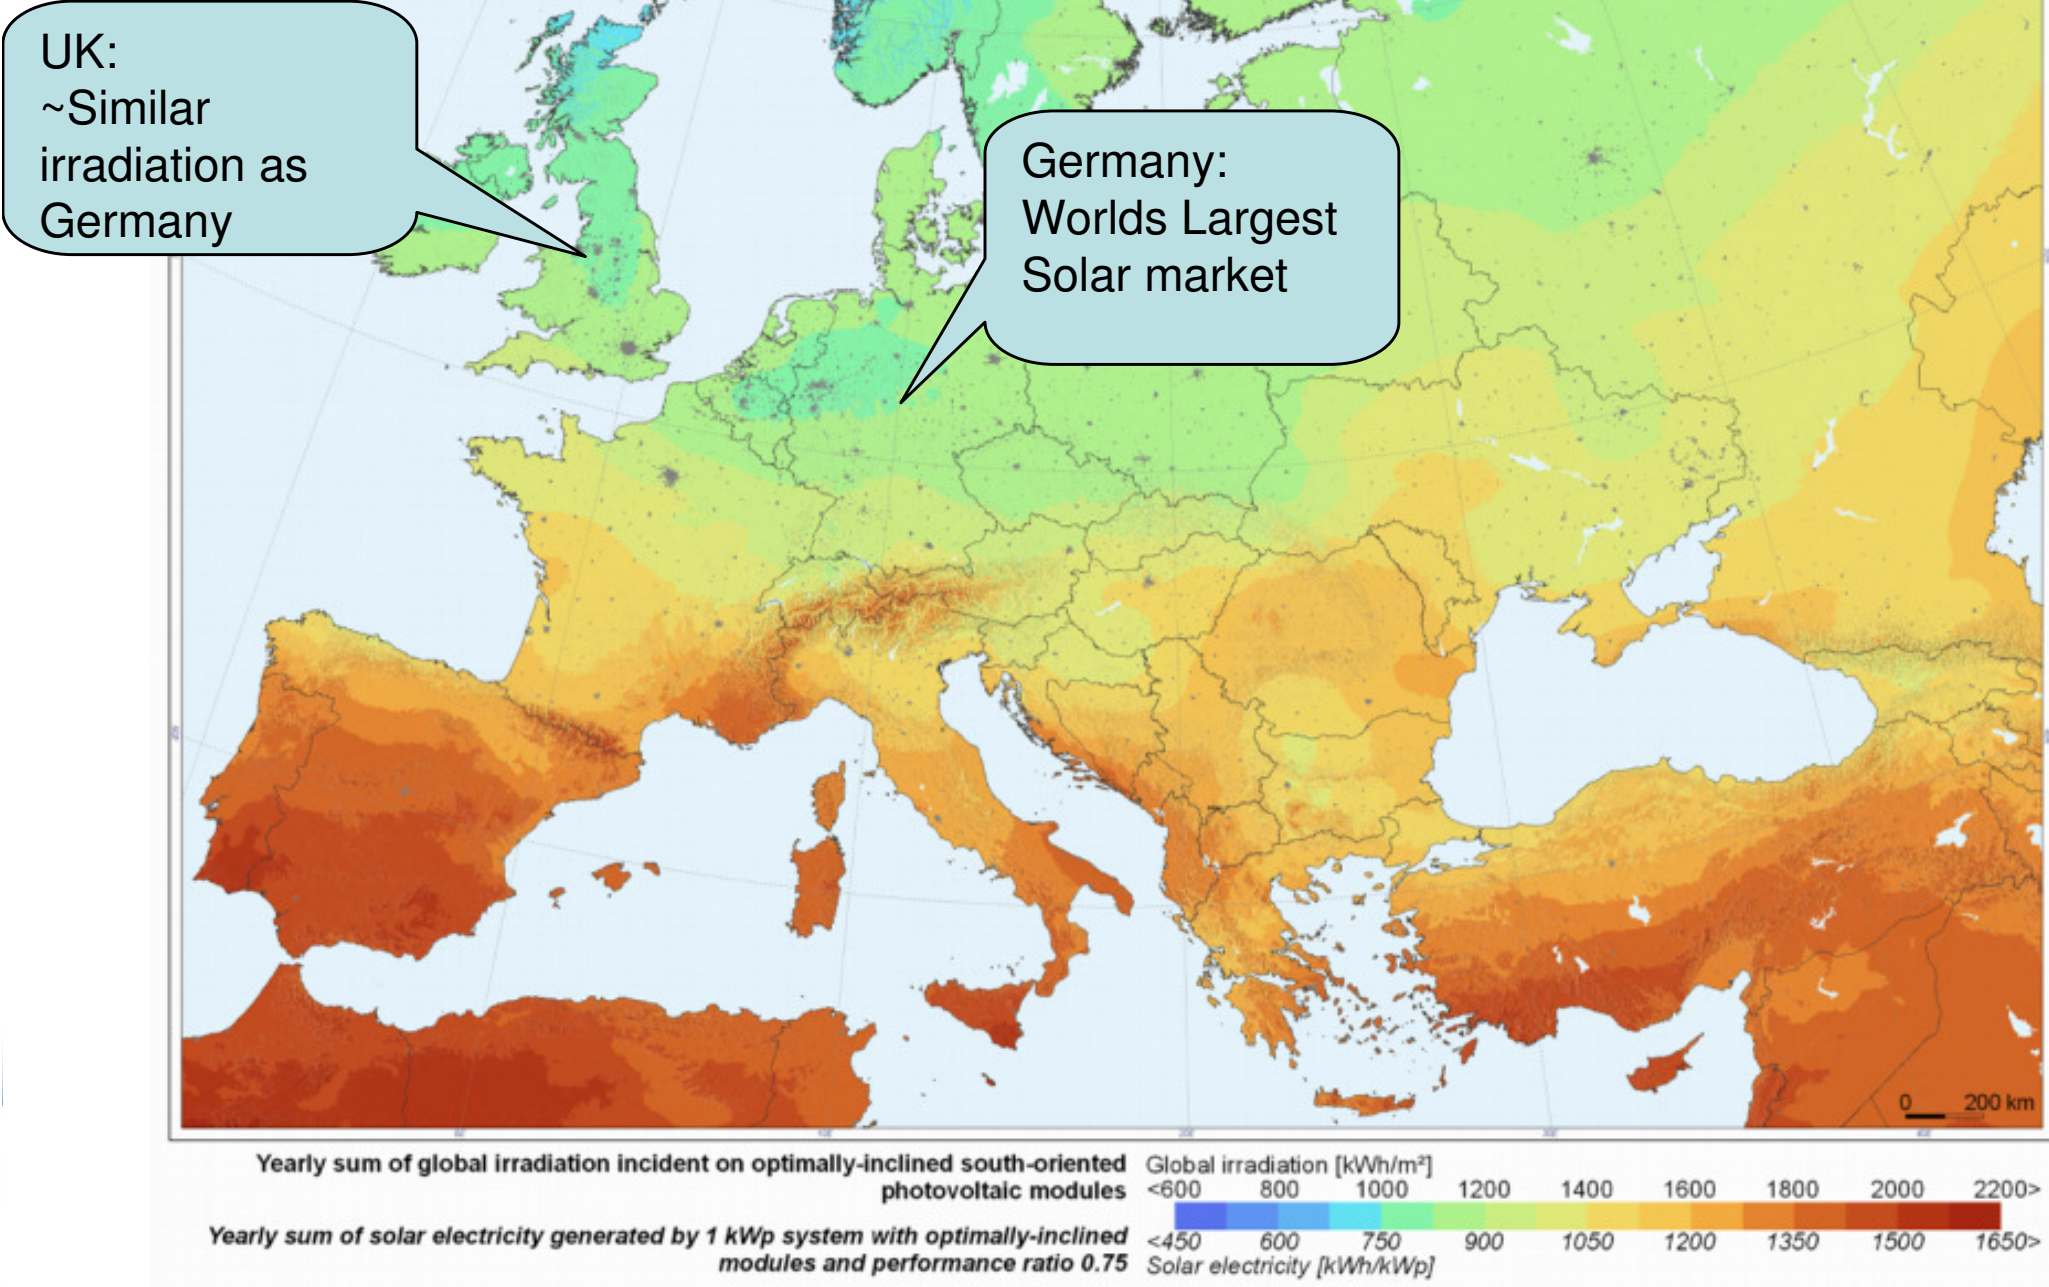 UK:
~Similar
irradiation as
Germany
Germany:
Worlds Largest
Solar market
0 200 km
Yearly sum of global irradiation incident on optimally-inclined south-oriented
photovoltaic modules
Global irradiation [kWh/m²]
<600 800 1000 1200 1400 1600 1800 2000 2200>
Yearly sum of solar electricity generated by 1 kWp system with optimally-inclined
modules and performance ratio 0.75
<450 600 750 900 1050 1200 1350 1500 1650>
Solar electricity [kWh/kWp]